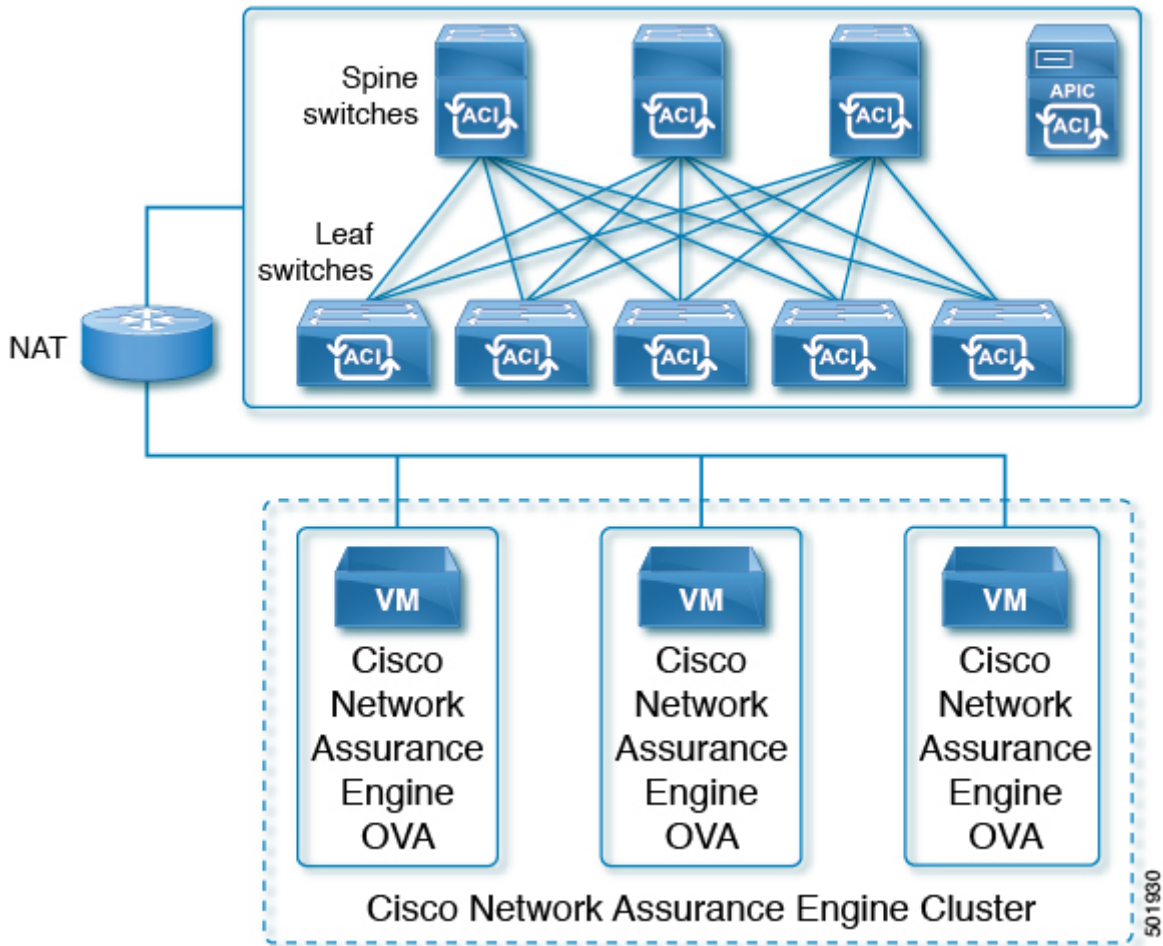 Spine
switches
ACI
ACI
ACI
APIC
ACI
Leaf
switches
NAT
ACI
ACI
ACI
ACI
ACI
VM
Cisco
Network
Assurance
Engine
OVA
VM
Cisco
Network
Assurance
Engine
OVA
VM
Cisco
Network
Assurance
Engine
OVA
Cisco Network Assurance Engine Cluster
501930